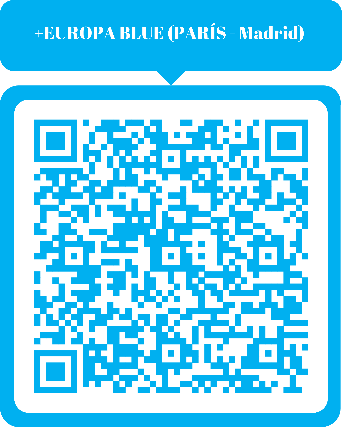 +EUROPA BLUE (PARÍS - Madrid)